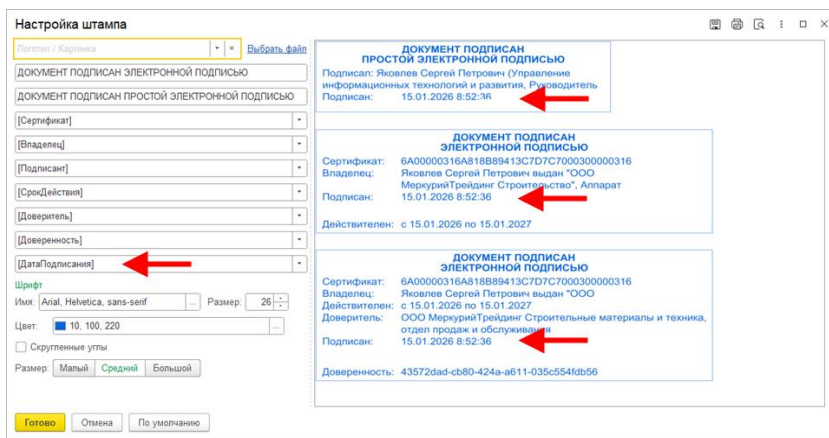 Настройка штампа
Логотип / Картинка
Выбрать файл
ДОКУМЕНТ ПОДПИСАН ЭЛЕКТРОННОЙ ПОДПИСЬЮ
ДОКУМЕНТ ПОДПИСАН ПРОСТОЙ ЭЛЕКТРОННОЙ ПОДПИСЬЮ
[Сертификат]
[Владелец]
[Подписант]
[СрокДействия]
[Доверитель]
[Доверенность]
[ДатаПодписания]
Шрифт
Имя: Arial, Helvetica, sans-serif ... Размер: 26
Цвет: 10, 100, 220 ...
Скругленные углы
Размер: Малый Средний Большой
Готово Отмена По умолчанию
ДОКУМЕНТ ПОДПИСАН
ПРОСТОЙ ЭЛЕКТРОННОЙ ПОДПИСЬЮ
Подписал: Яковлев Сергей Петрович (Управление
информационных технологий и развития, Руководитель
Подписан: 15.01.2026 8:52:36
ДОКУМЕНТ ПОДПИСАН
ЭЛЕКТРОННОЙ ПОДПИСЬЮ
Сертификат: 6A00000316A818B89413C7D7C7000300000316
Владелец: Яковлев Сергей Петрович выдан "ООО
МеркурийТрейдинг Строительство", Аппарат
Подписан: 15.01.2026 8:52:36
Действителен: с 15.01.2026 по 15.01.2027
ДОКУМЕНТ ПОДПИСАН
ЭЛЕКТРОННОЙ ПОДПИСЬЮ
Сертификат: 6A00000316A818B89413C7D7C7000300000316
Владелец: Яковлев Сергей Петрович выдан "ООО
Действителен: с 15.01.2026 по 15.01.2027
Доверитель: ООО МеркурийТрейдинг Строительные материалы и техника,
отдел продаж и обслуживания
Подписан: 15.01.2026 8:52:36
Доверенность: 43572dad-cb80-424a-a611-035c554fdb56